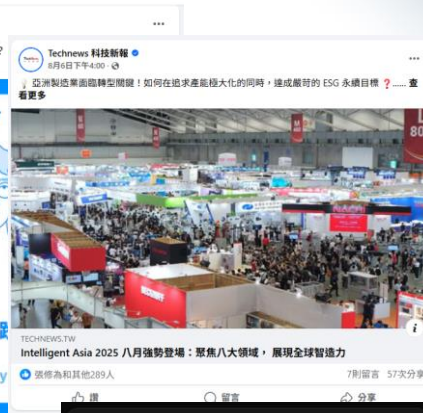 Technews 科技新報
8月6日下午4:00 ·
亞洲製造業面臨轉型關鍵！如何在追求產能極大化的同時，達成嚴苛的 ESG 永續目標 ❓...... 查
看更多
TECHNEWS.TW
Intelligent Asia 2025 八月強勢登場：聚焦八大領域， 展現全球智造力
張修為和其他289人
7則留言 57次分享
讚 留言 分享